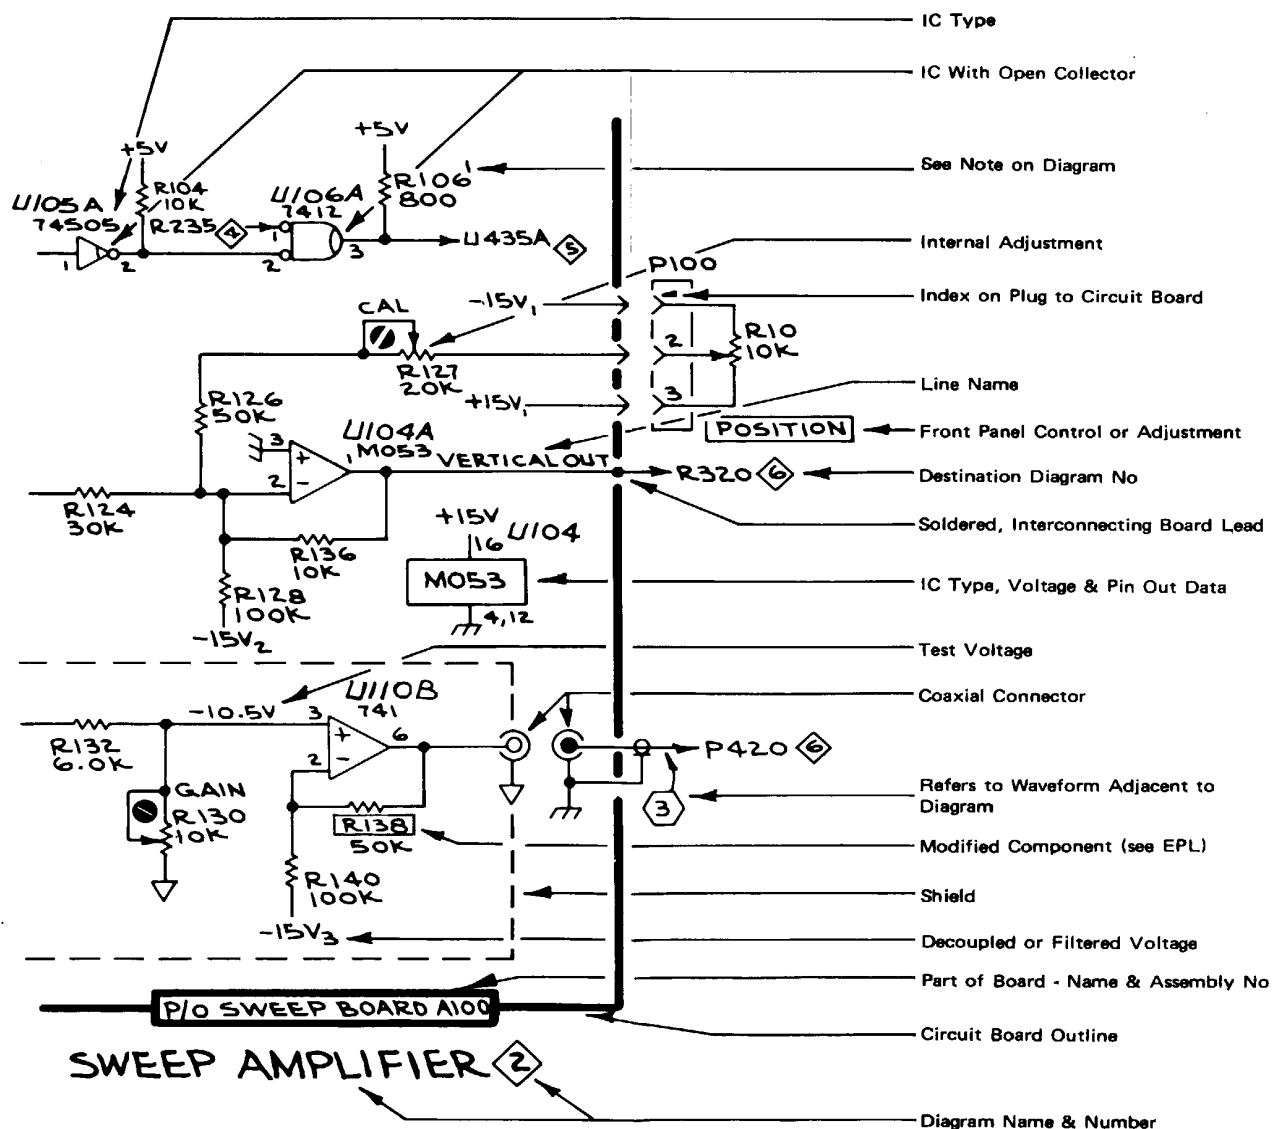 IC Type
IC With Open Collector
+5V
+5V
See Note on Diagram
R104
10K
U105A
74S05
R235 4
U106A
7412
R106 1
800
1
2
1
2
3
U435A 5
Internal Adjustment
P100
-15V1
Index on Plug to Circuit Board
CAL
2
R10
10K
R127
20K
Line Name
R126
50K
+15V1
3
POSITION
Front Panel Control or Adjustment
U104A
M053
3
1
VERTICAL OUT
R320 6
Destination Diagram No
+
2
-
R124
30K
Soldered, Interconnecting Board Lead
+15V
16
U104
R136
10K
M053
IC Type, Voltage & Pin Out Data
R128
100K
4,12
-15V2
Test Voltage
U110B
741
Coaxial Connector
-10.5V
3
+
6
R132
6.0K
2
-
P420 6
GAIN
R130
10K
3
Refers to Waveform Adjacent to
Diagram
R138
50K
Modified Component (see EPL)
R140
100K
Shield
-15V3
Decoupled or Filtered Voltage
Part of Board - Name & Assembly No
P/O SWEEP BOARD A100
Circuit Board Outline
SWEEP AMPLIFIER 2
Diagram Name & Number